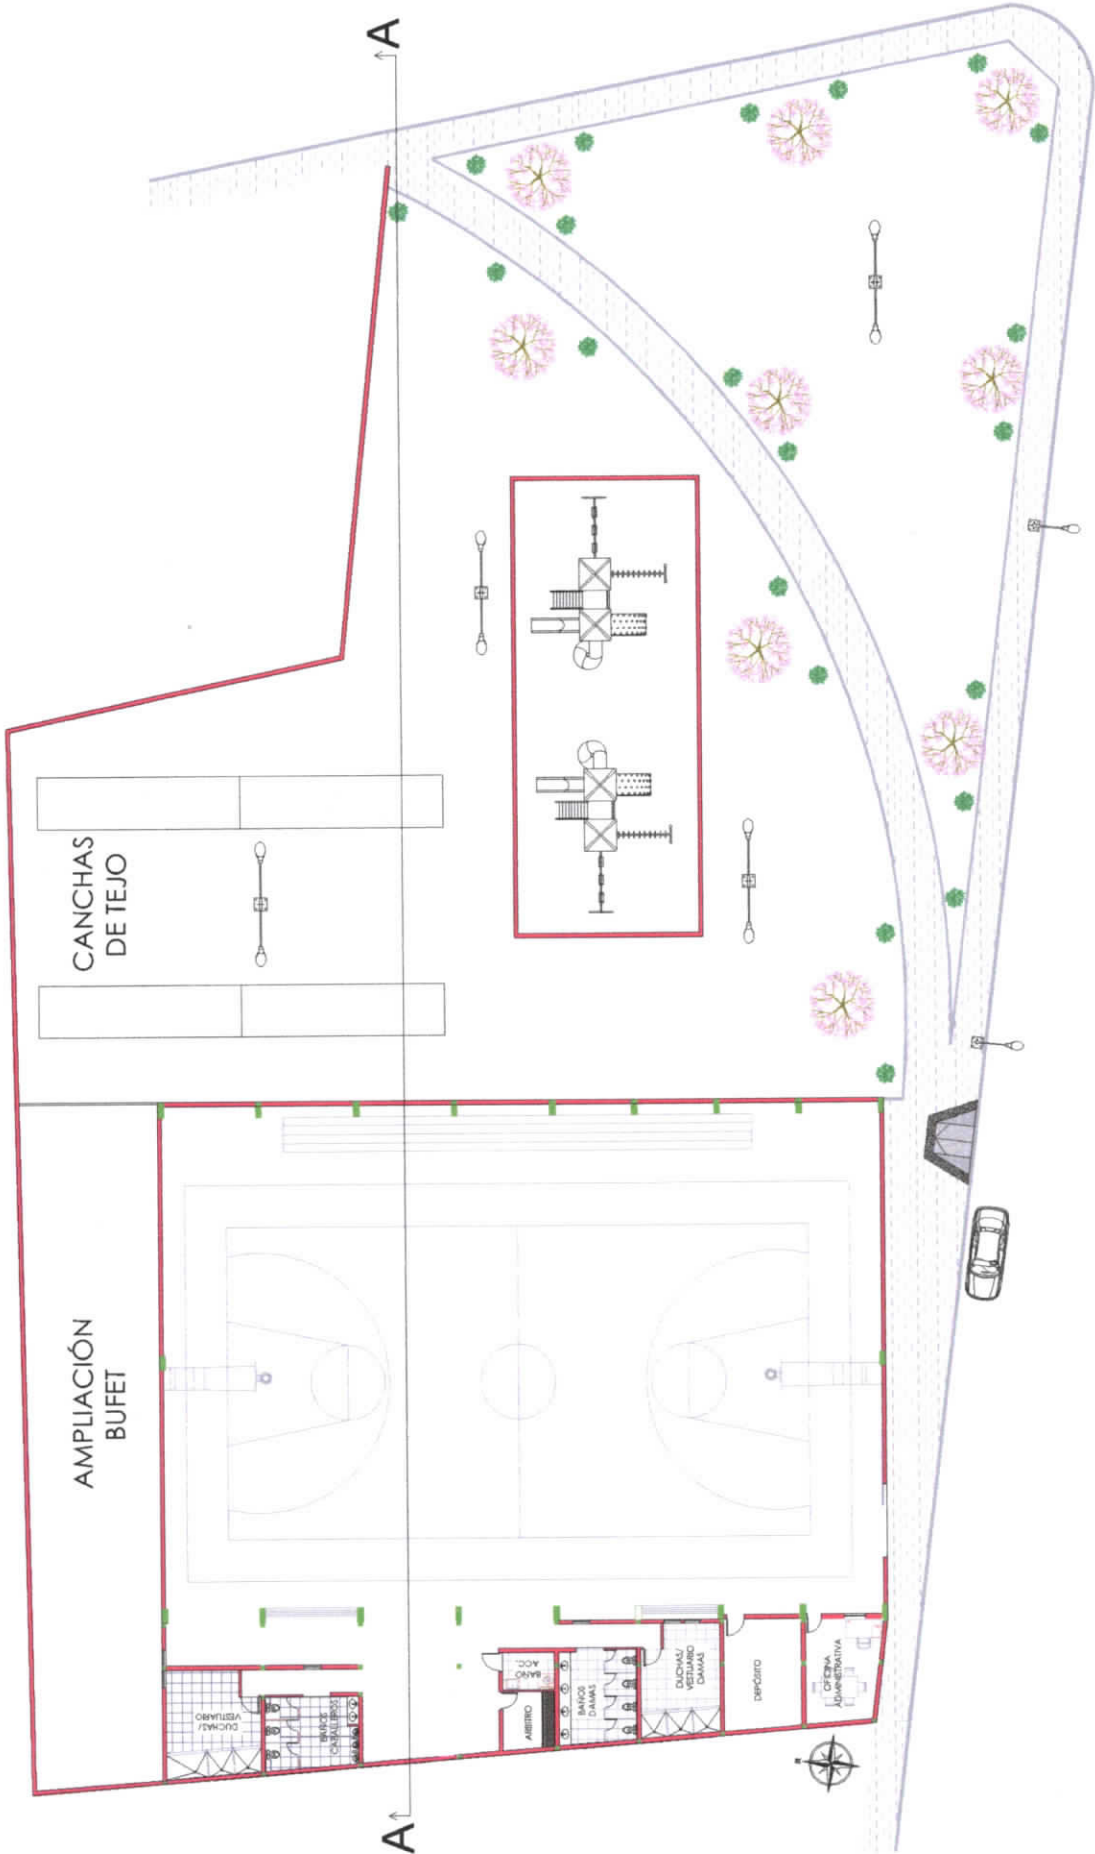 A
CANCHAS
DE TEJO
AMPLIACIÓN
BUFET
DUCHAS/
VESTUARIO
BAÑOS
CABALLEROS
ARBITRO
BAÑO
ACC.
BAÑOS
DAMAS
DUCHAS/
VESTUARIO
DAMAS
DEPÓSITO
OFICINA
ADMINISTRATIVA
A